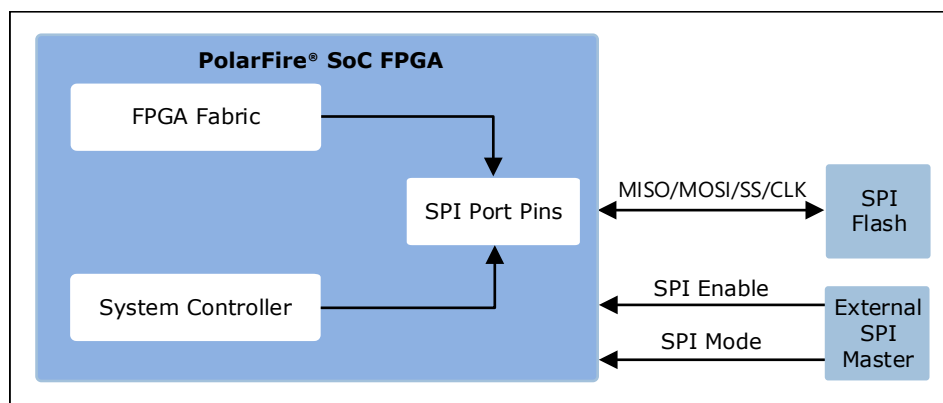 PolarFire® SoC FPGA
FPGA Fabric
SPI Port Pins
System Controller
MISO/MOSI/SS/CLK
SPI
Flash
SPI Enable
SPI Mode
External
SPI
Master